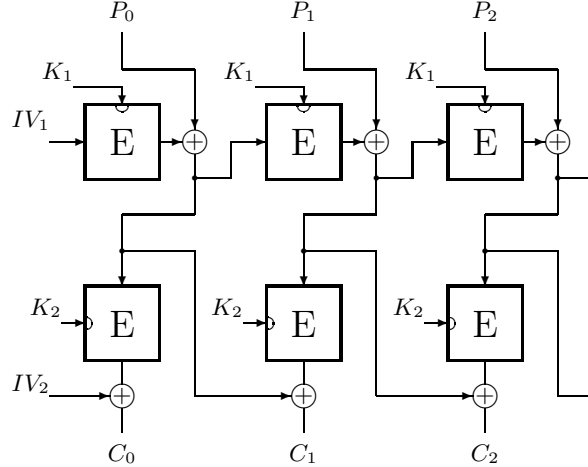 P₀ P₁ P₂
K₁ K₁ K₁
IV₁ E E E
K₂ E K₂ E K₂ E
IV₂
C₀ C₁ C₂